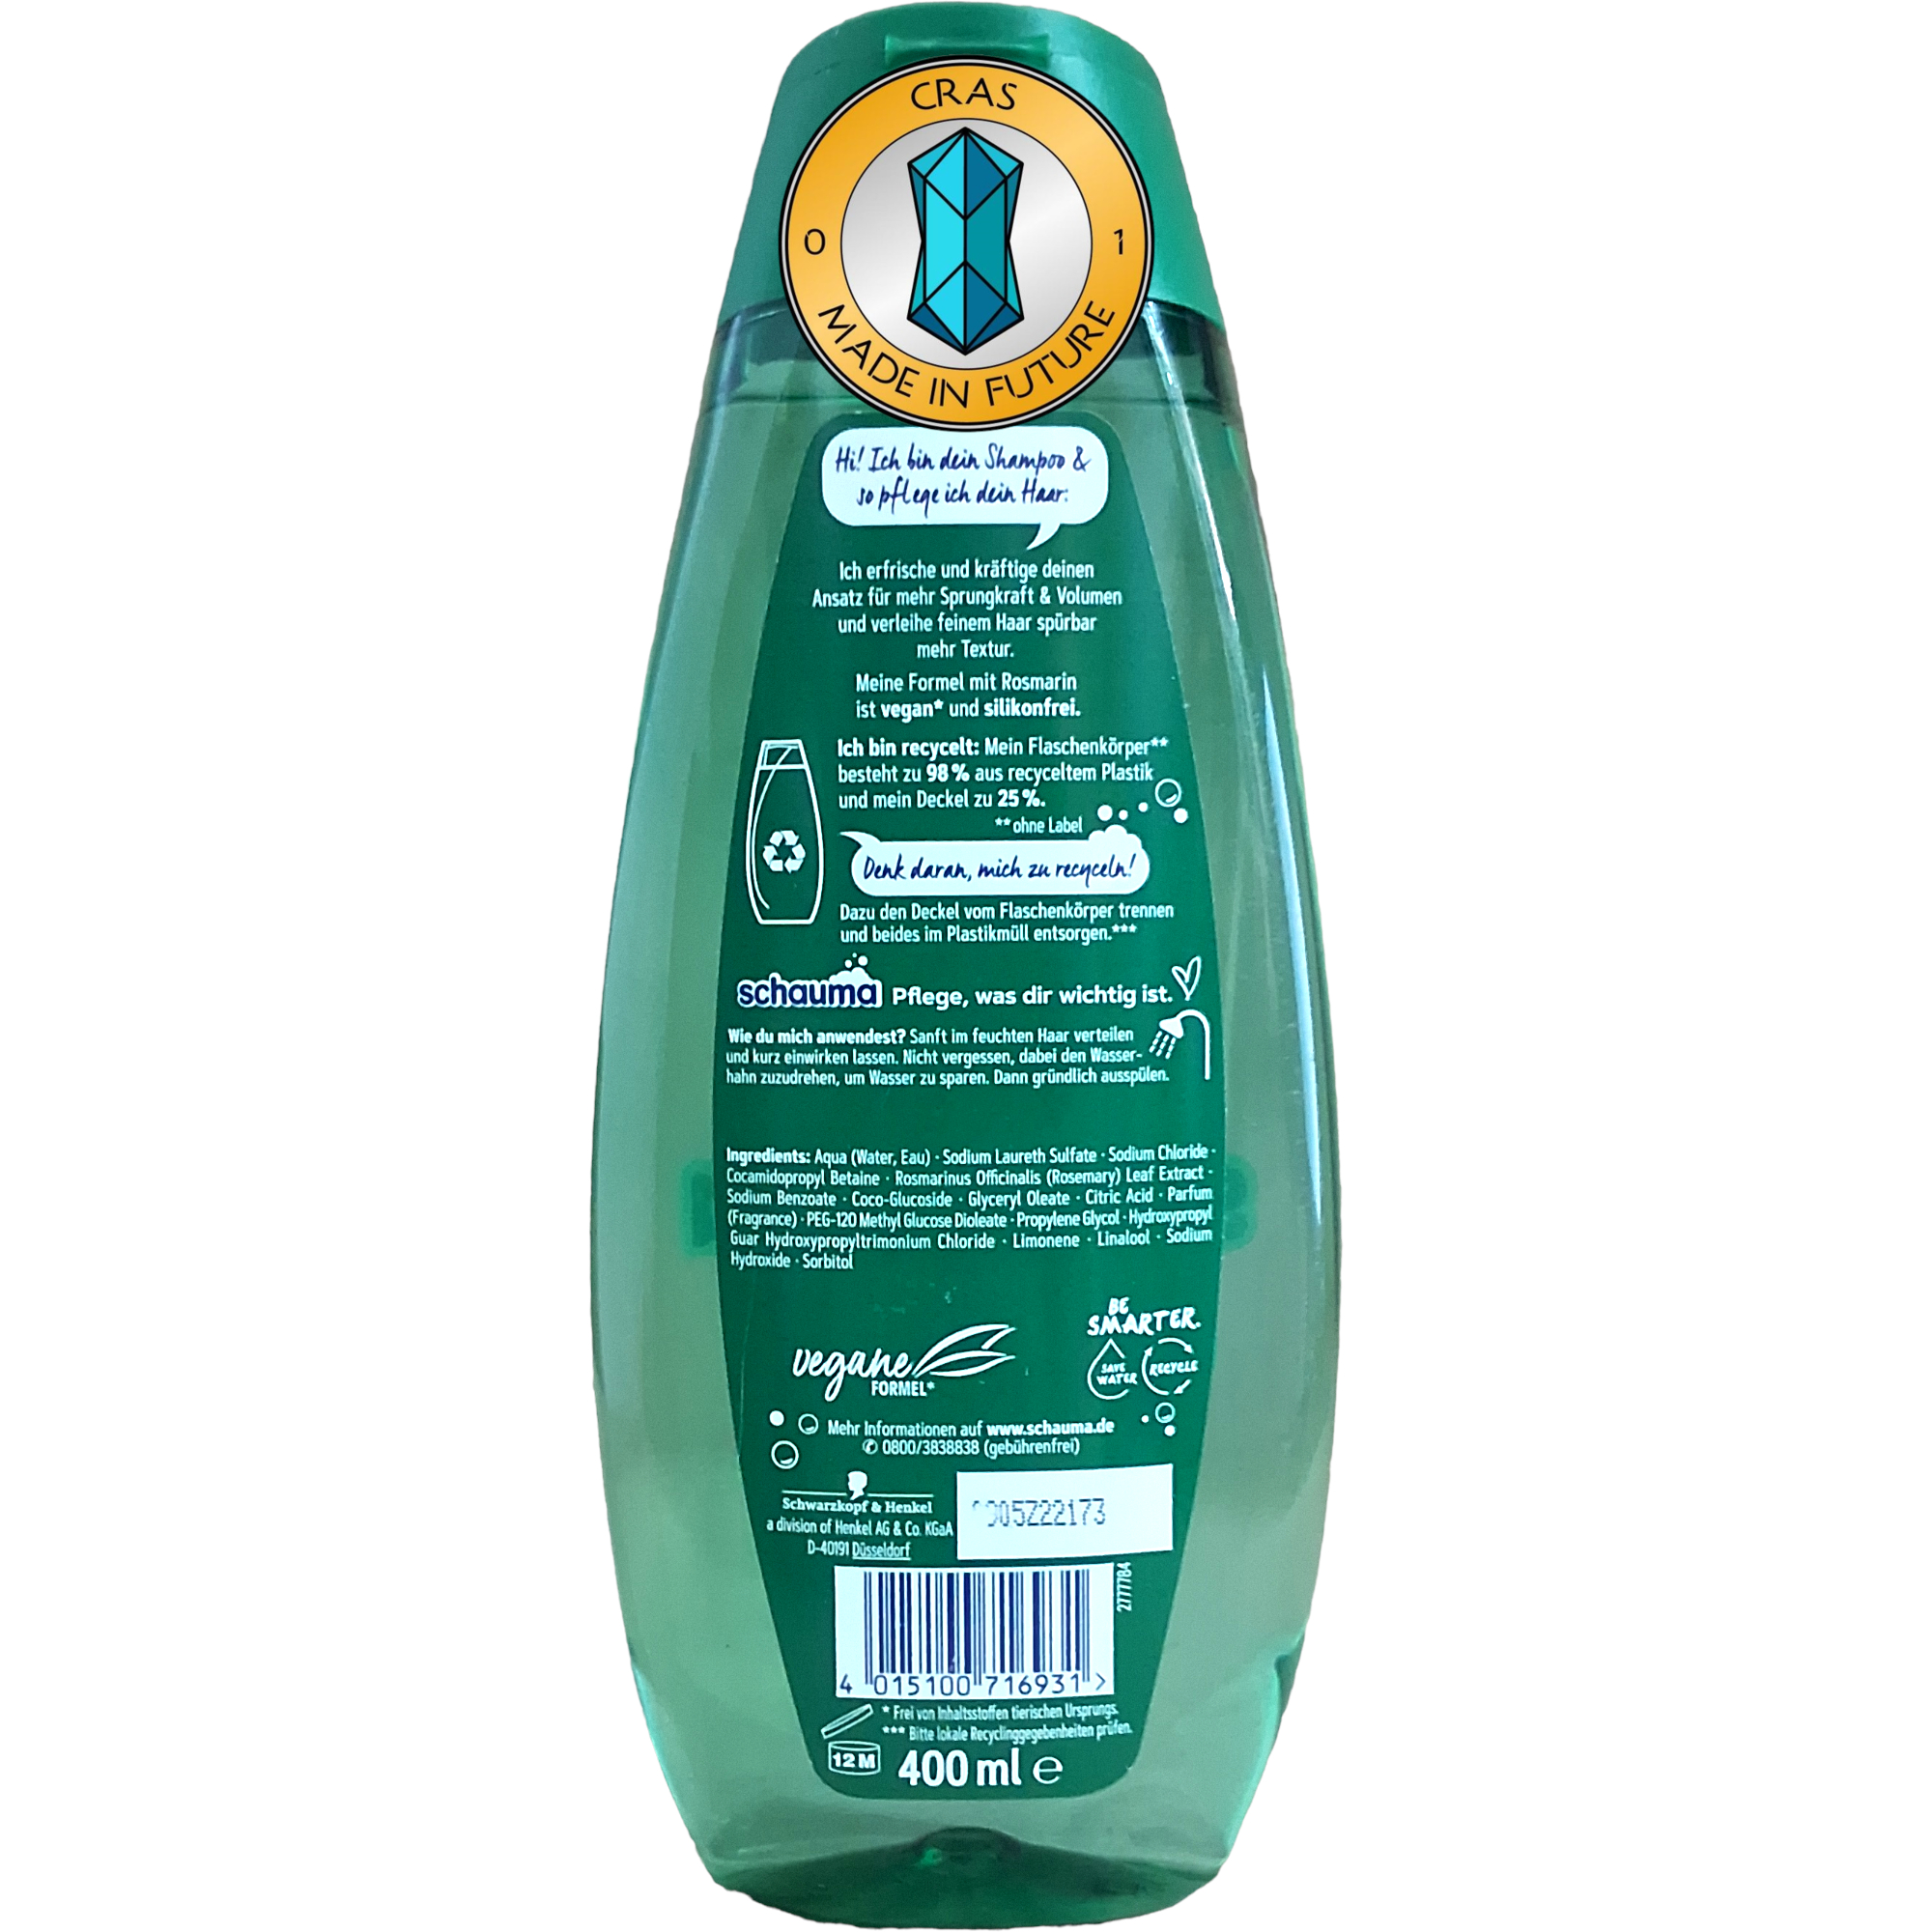 CRAS
0 1
MADE IN FUTURE
Hi! Ich bin dein Shampoo &
so pflege ich dein Haar:
Ich erfrische und kräftige deinen
Ansatz für mehr Sprungkraft & Volumen
und verleihe feinem Haar spürbar
mehr Textur.
Meine Formel mit Rosmarin
ist vegan* und silikonfrei.
Ich bin recycelt: Mein Flaschenkörper**
besteht zu 98% aus recyceltem Plastik
und mein Deckel zu 25%.
**ohne Label
Denk daran, mich zu recyceln!
Dazu den Deckel vom Flaschenkörper trennen
und beides im Plastikmüll entsorgen.***
schauma Pflege, was dir wichtig ist.
Wie du mich anwendest? Sanft im feuchten Haar verteilen
und kurz einwirken lassen. Nicht vergessen, dabei den Wasser-
hahn zuzudrehen, um Wasser zu sparen. Dann gründlich ausspülen.
Ingredients: Aqua (Water, Eau) · Sodium Laureth Sulfate · Sodium Chloride ·
Cocamidopropyl Betaine · Rosmarinus Officinalis (Rosemary) Leaf Extract ·
Sodium Benzoate · Coco-Glucoside · Glyceryl Oleate · Citric Acid · Parfum
(Fragrance) · PEG-120 Methyl Glucose Dioleate · Propylene Glycol · Hydroxypropyl
Guar Hydroxypropyltrimonium Chloride · Limonene · Linalool · Sodium
Hydroxide · Sorbitol
BE
SMARTER.
SAVE
WATER
RECYCLE
vegane
FORMEL*
Mehr Informationen auf www.schauma.de
✆ 0800/3838838 (gebührenfrei)
Schwarzkopf & Henkel
a division of Henkel AG & Co. KGaA
D-40191 Düsseldorf
05Z22173
2777784
4 015100 716931 >
* Frei von Inhaltsstoffen tierischen Ursprungs.
*** Bitte lokale Recyclinggegebenheiten prüfen.
12M
400 ml ℮